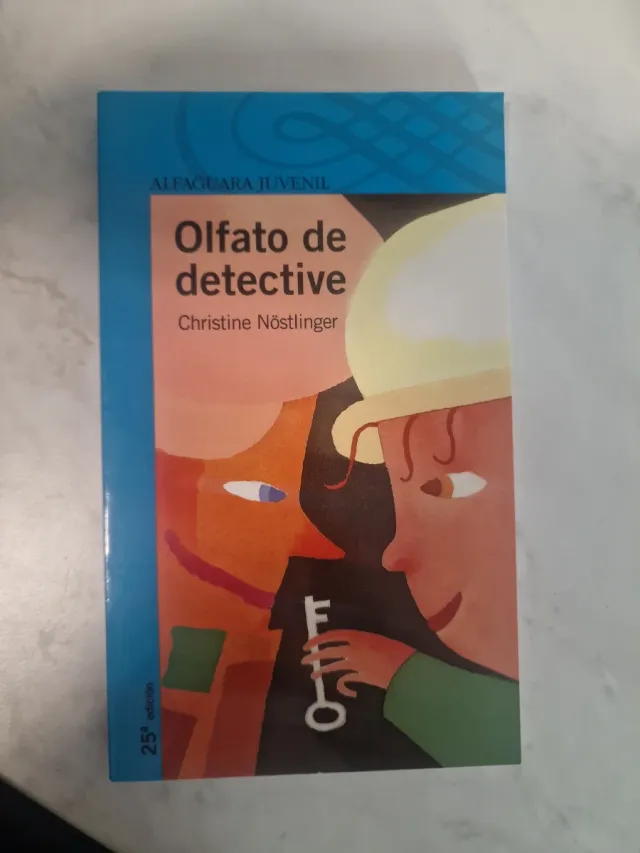 ALFAGUARA JUVENIL
Olfato de
detective
Christine Nöstlinger
25ª edición